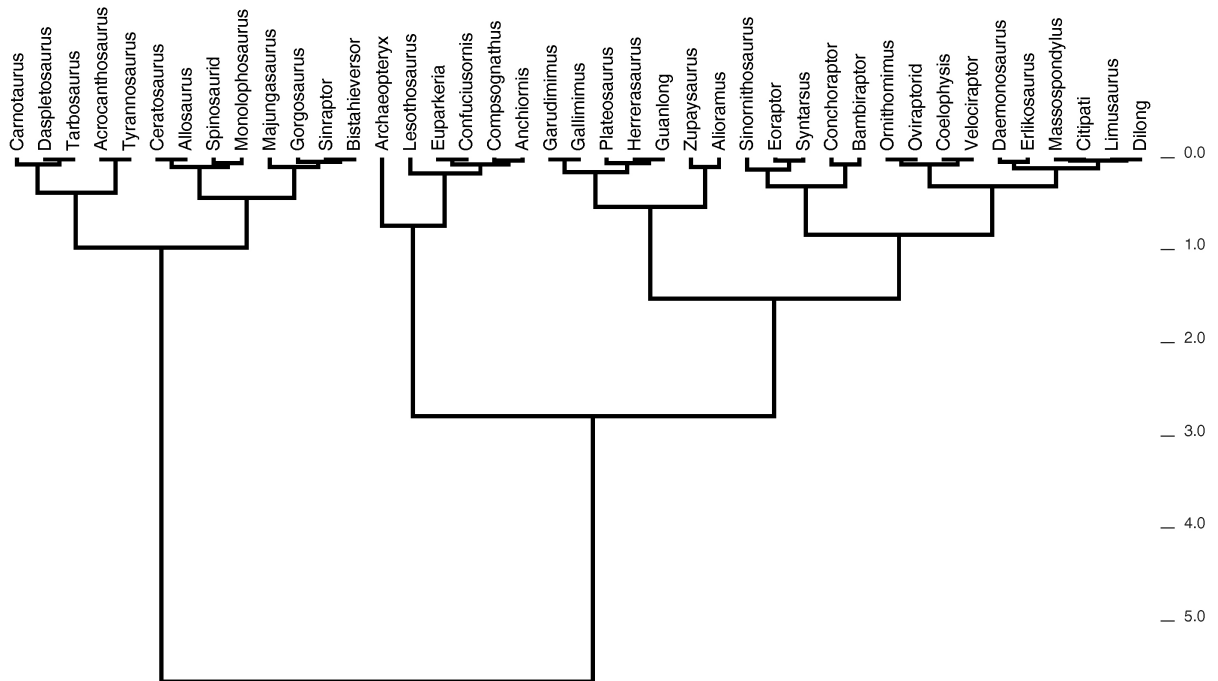 Carnotaurus
Daspletosaurus
Tarbosaurus
Acrocanthosaurus
Tyrannosaurus
Ceratosaurus
Allosaurus
Spinosaurid
Monolophosaurus
Majungasaurus
Gorgosaurus
Sinraptor
Bistahieversor
Archaeopteryx
Lesothosaurus
Euparkeria
Confuciusornis
Compsognathus
Anchiornis
Garudimimus
Gallimimus
Plateosaurus
Herrerasaurus
Guanlong
Zupaysaurus
Alioramus
Sinornithosaurus
Eoraptor
Syntarsus
Conchoraptor
Bambiraptor
Ornithomimus
Oviraptorid
Coelophysis
Velociraptor
Daemonosaurus
Erlikosaurus
Massospondylus
Citipati
Limusaurus
Dilong
0.0
1.0
2.0
3.0
4.0
5.0